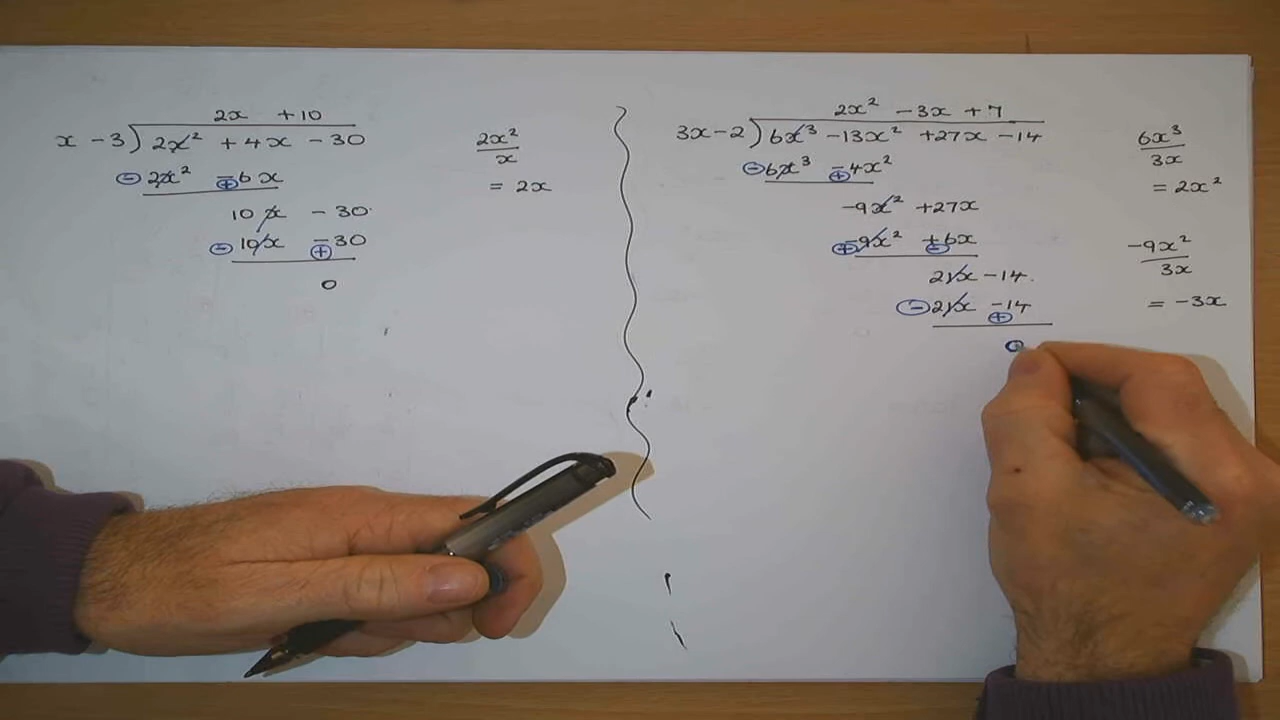 2x + 10
x - 3) 2x² + 4x - 30
- 2x² - 6x
+
10x - 30
- 10x - 30
+
0
2x²
x
= 2x
2x² - 3x + 7
3x - 2) 6x³ - 13x² + 27x - 14
- 6x³ - 4x²
+
-9x² + 27x
+ -9x² + 6x
-
21x - 14
- 21x - 14
+
0
6x³
3x
= 2x²
-9x²
3x
= -3x